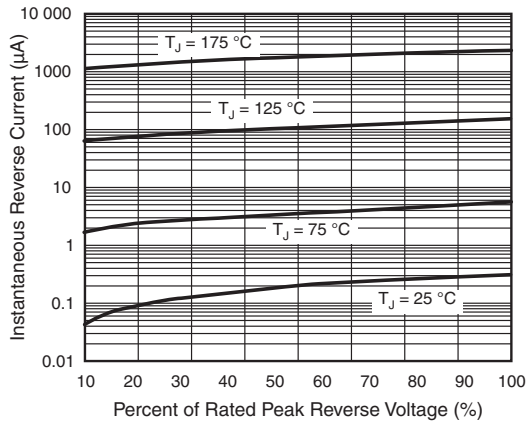 Instantaneous Reverse Current (µA)
10 000
1000
100
10
1
0.1
0.01
T_J = 175 °C
T_J = 125 °C
T_J = 75 °C
T_J = 25 °C
10 20 30 40 50 60 70 80 90 100
Percent of Rated Peak Reverse Voltage (%)